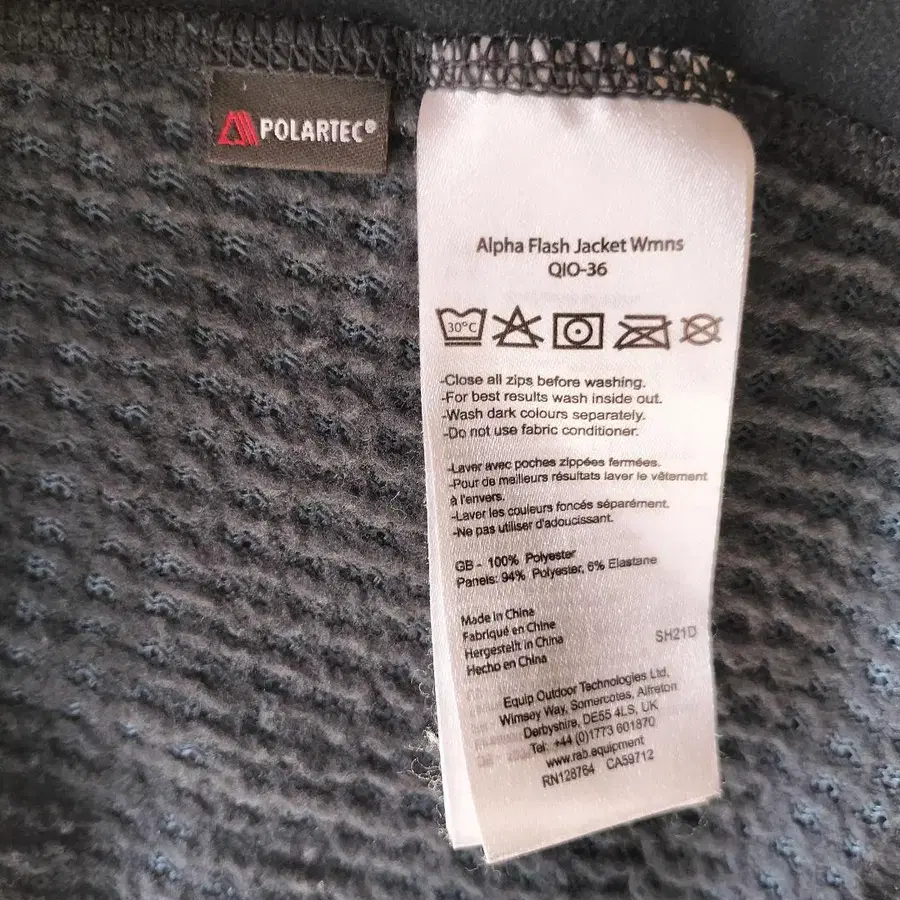 POLARTEC®
Alpha Flash Jacket Wmns
QIO-36
30°C
-Close all zips before washing.
-For best results wash inside out.
-Wash dark colours separately.
-Do not use fabric conditioner.
-Laver avec poches zippées fermées.
-Pour de meilleurs résultats laver le vêtement
à l'envers.
-Laver les couleurs foncés séparément.
-Ne pas utiliser d'adoucissant.
GB - 100% Polyester
Panels: 94% Polyester, 6% Elastane
Made in China
Fabriqué en Chine
Hergestellt in China
Hecho en China
SH21D
Equip Outdoor Technologies Ltd,
Wimsey Way, Somercotes, Alfreton
Derbyshire, DE55 4LS, UK
Tel: +44 (0)1773 601870
www.rab.equipment
RN128764 CA59712